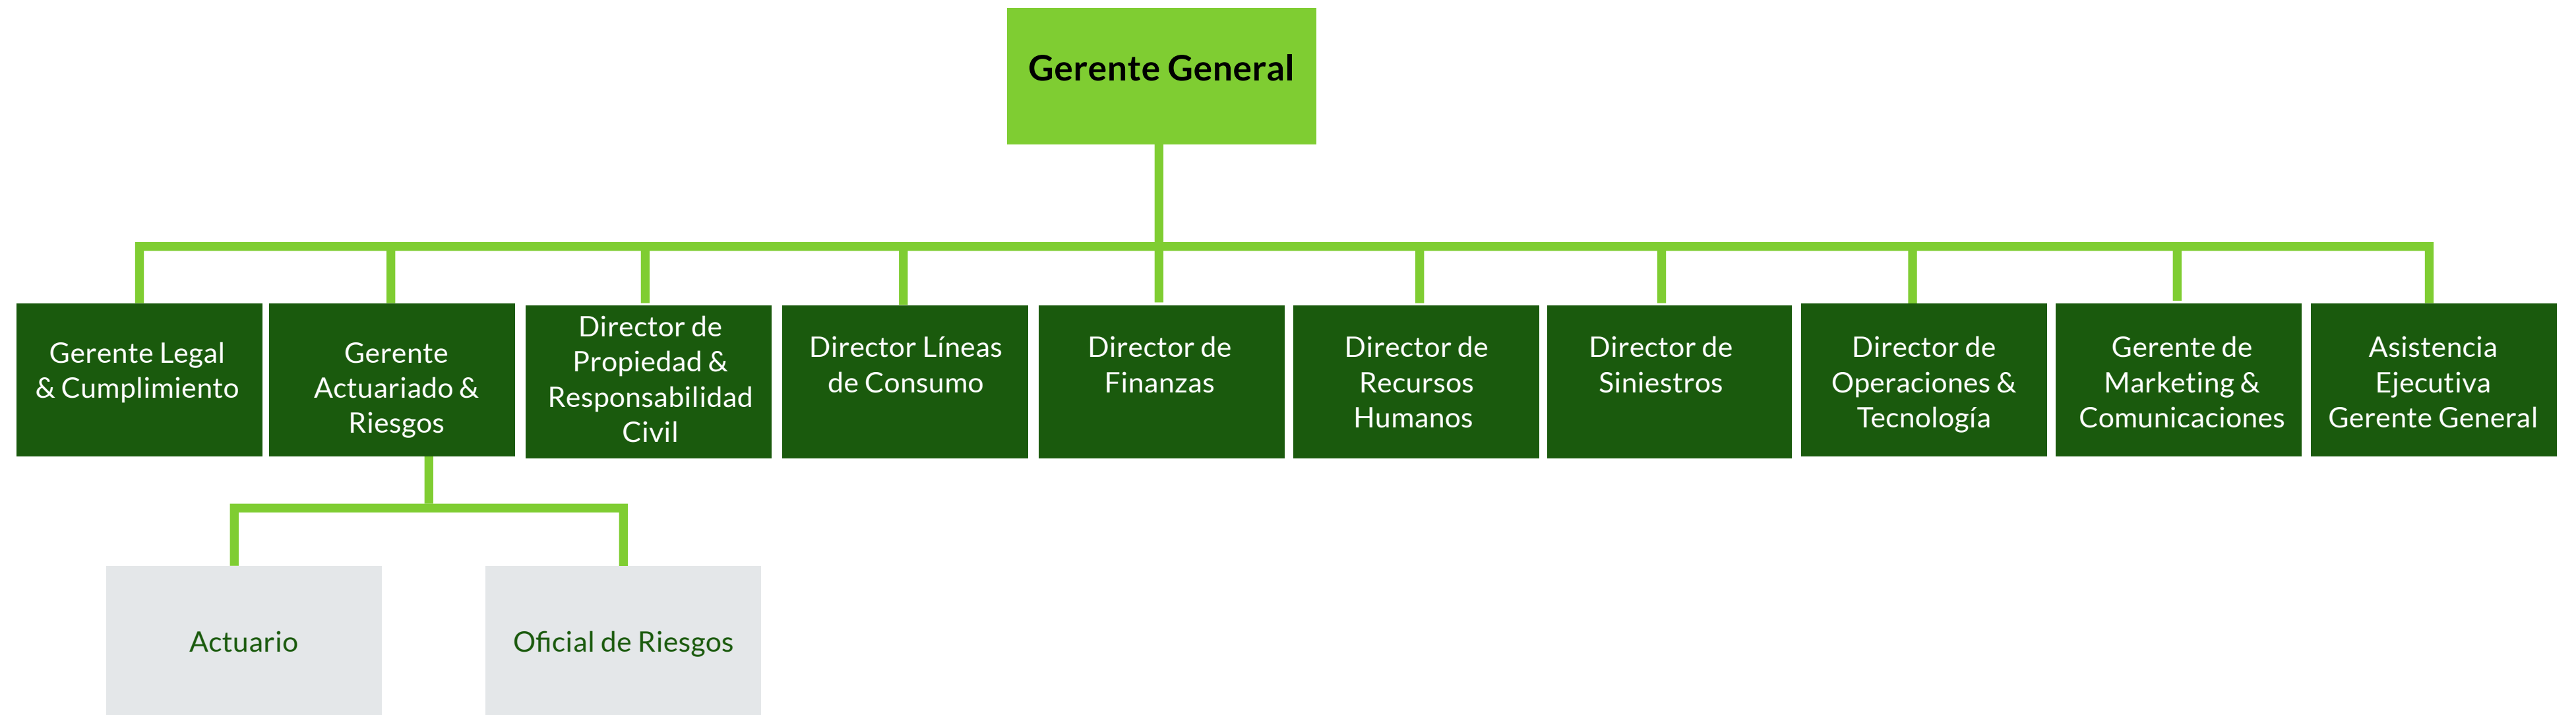 Gerente General
Gerente Legal
& Cumplimiento
Gerente
Actuariado &
Riesgos
Director de
Propiedad &
Responsabilidad
Civil
Director Líneas
de Consumo
Director de
Finanzas
Director de
Recursos
Humanos
Director de
Siniestros
Director de
Operaciones &
Tecnología
Gerente de
Marketing &
Comunicaciones
Asistencia
Ejecutiva
Gerente General
Actuario
Oficial de Riesgos